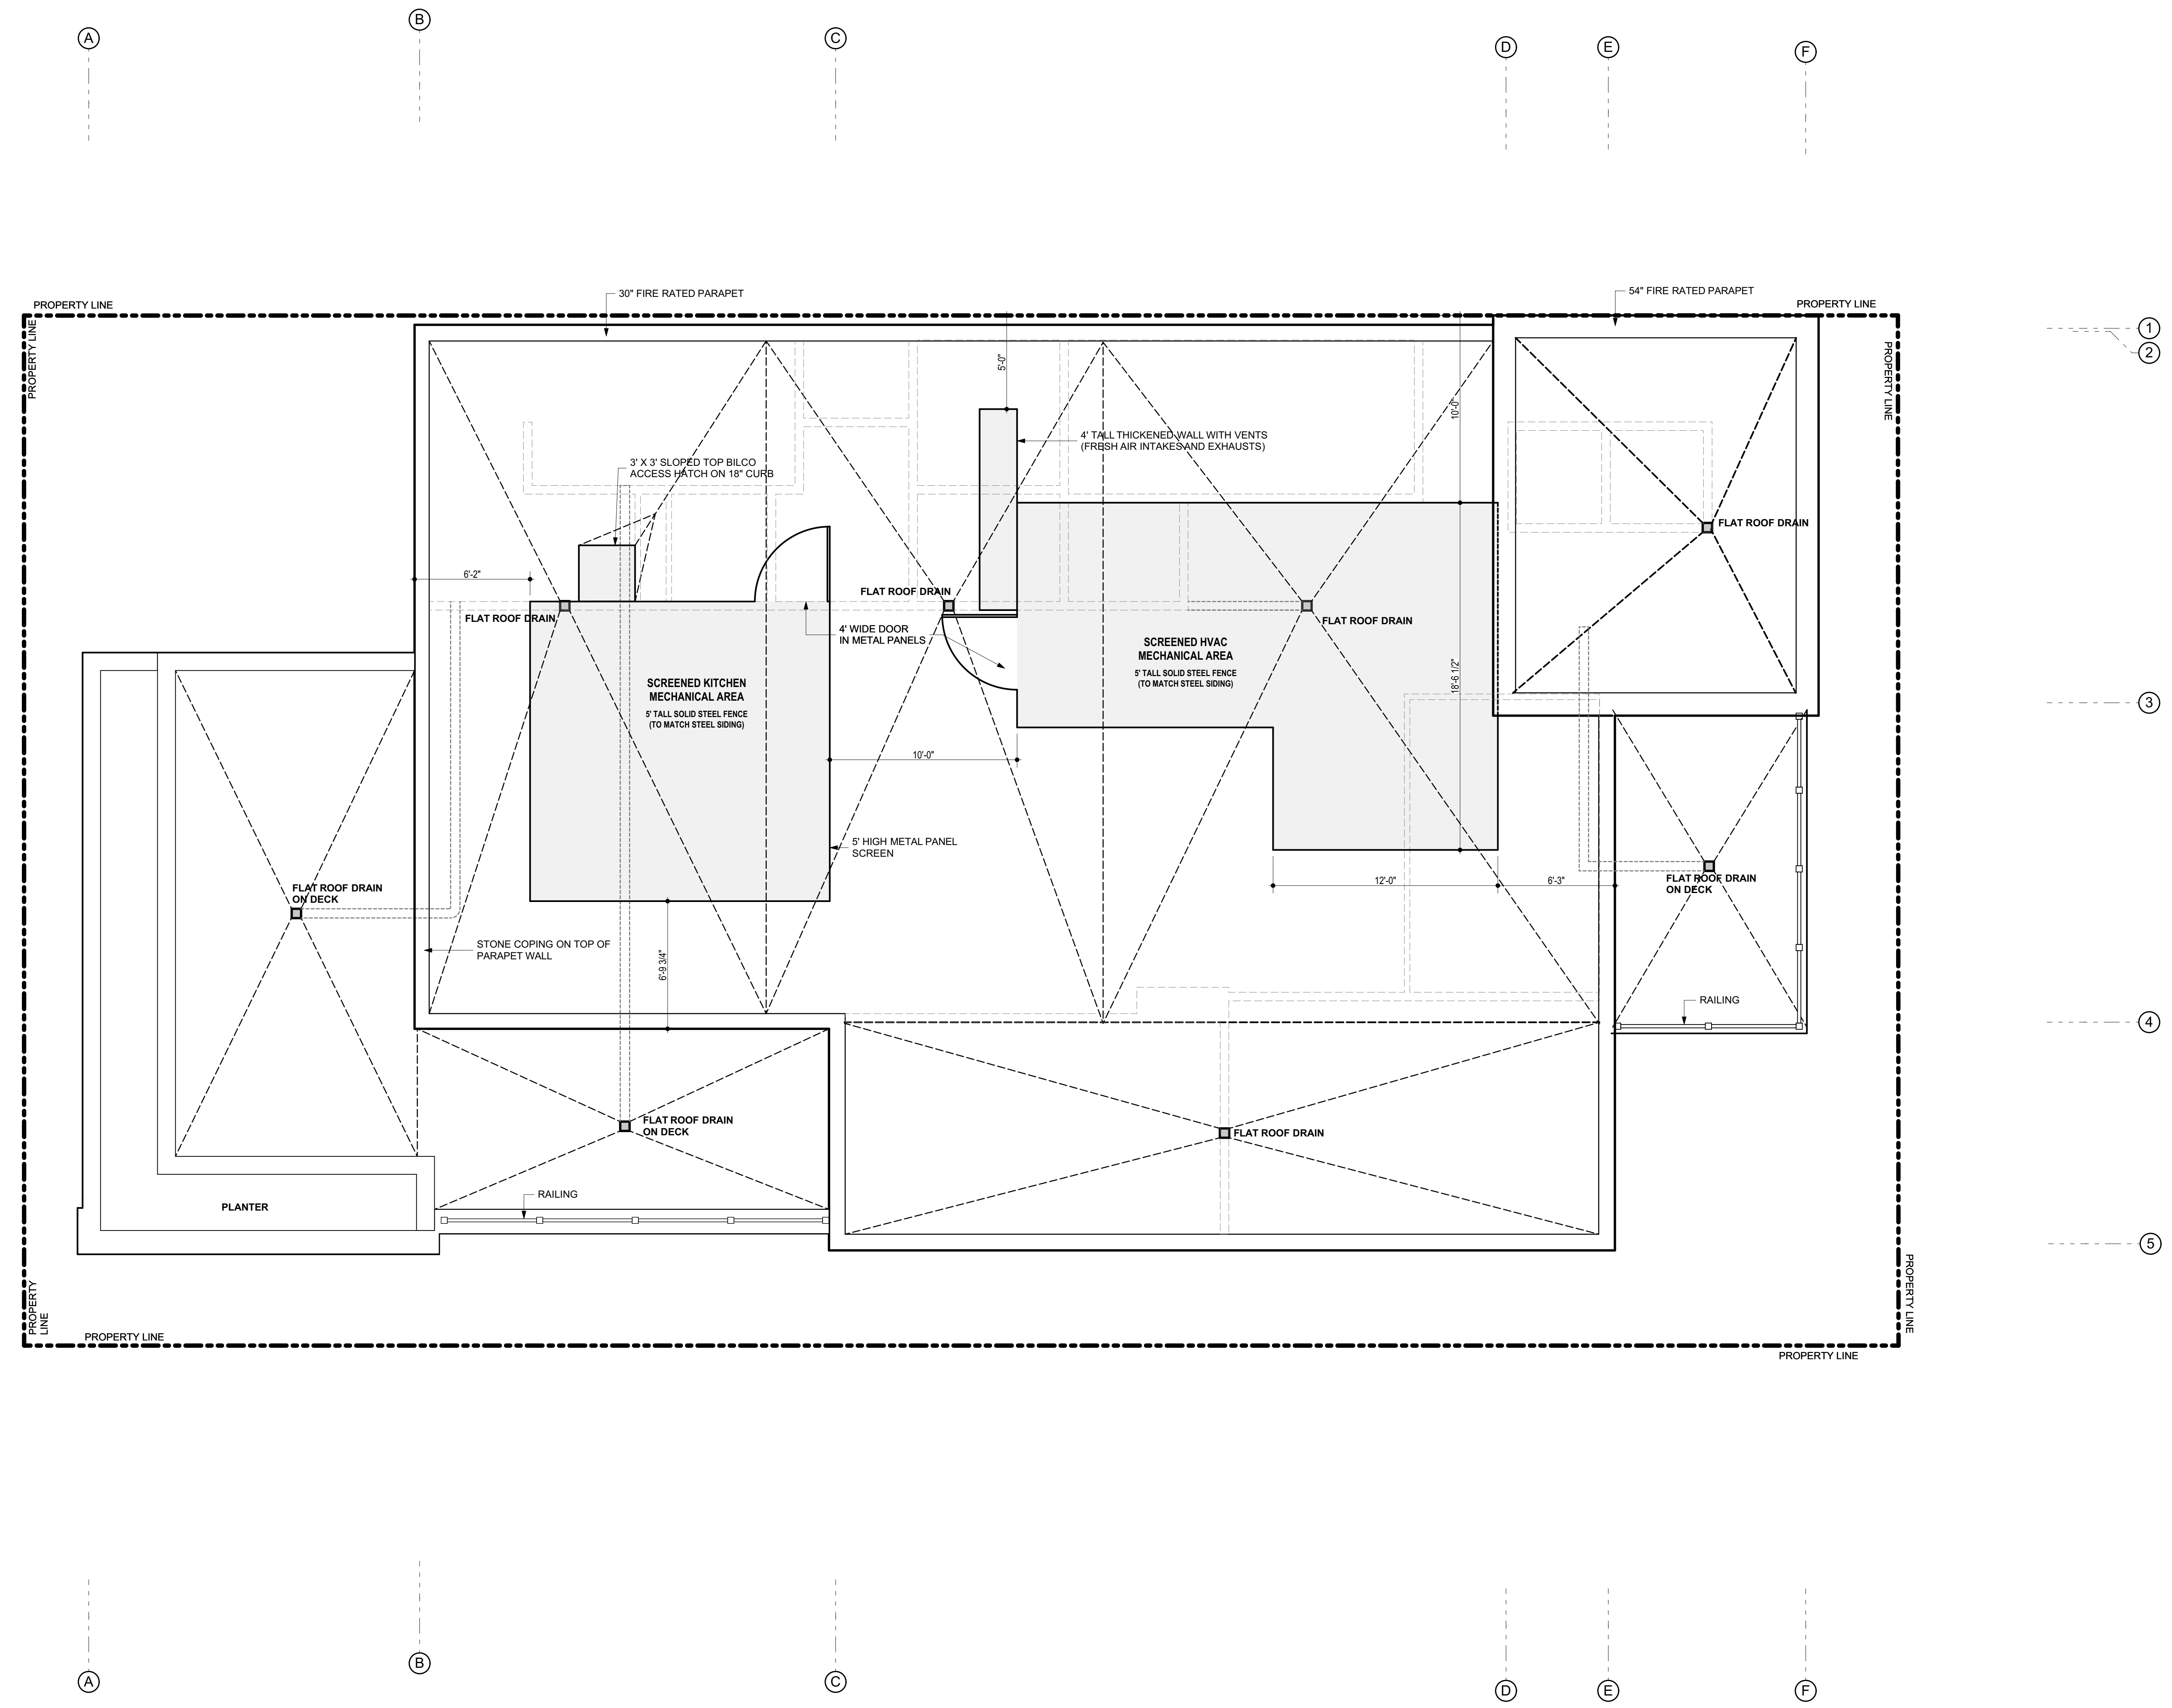 B
A
C
D
E
F
54" FIRE RATED PARAPET
30" FIRE RATED PARAPET
PROPERTY LINE
PROPERTY LINE
PROPERTY LINE
PROPERTY LINE
1
2
5'-0"
10'-0"
4' TALL THICKENED WALL WITH VENTS
(FRESH AIR INTAKES AND EXHAUSTS)
3' X 3' SLOPED TOP BILCO
ACCESS HATCH ON 18" CURB
FLAT ROOF DRAIN
6'-2"
FLAT ROOF DRAIN
FLAT ROOF DRAIN
FLAT ROOF DRAIN
4' WIDE DOOR
IN METAL PANELS
SCREENED HVAC
MECHANICAL AREA
5' TALL SOLID STEEL FENCE
(TO MATCH STEEL SIDING)
18'-6 1/2"
SCREENED KITCHEN
MECHANICAL AREA
5' TALL SOLID STEEL FENCE
(TO MATCH STEEL SIDING)
3
10'-0"
5' HIGH METAL PANEL
SCREEN
12'-0"
6'-3"
FLAT ROOF DRAIN
ON DECK
FLAT ROOF DRAIN
ON DECK
STONE COPING ON TOP OF
PARAPET WALL
6'-9 3/4"
RAILING
4
FLAT ROOF DRAIN
ON DECK
FLAT ROOF DRAIN
RAILING
PLANTER
5
PROPERTY
LINE
PROPERTY LINE
PROPERTY LINE
PROPERTY LINE
B
A
C
D
E
F